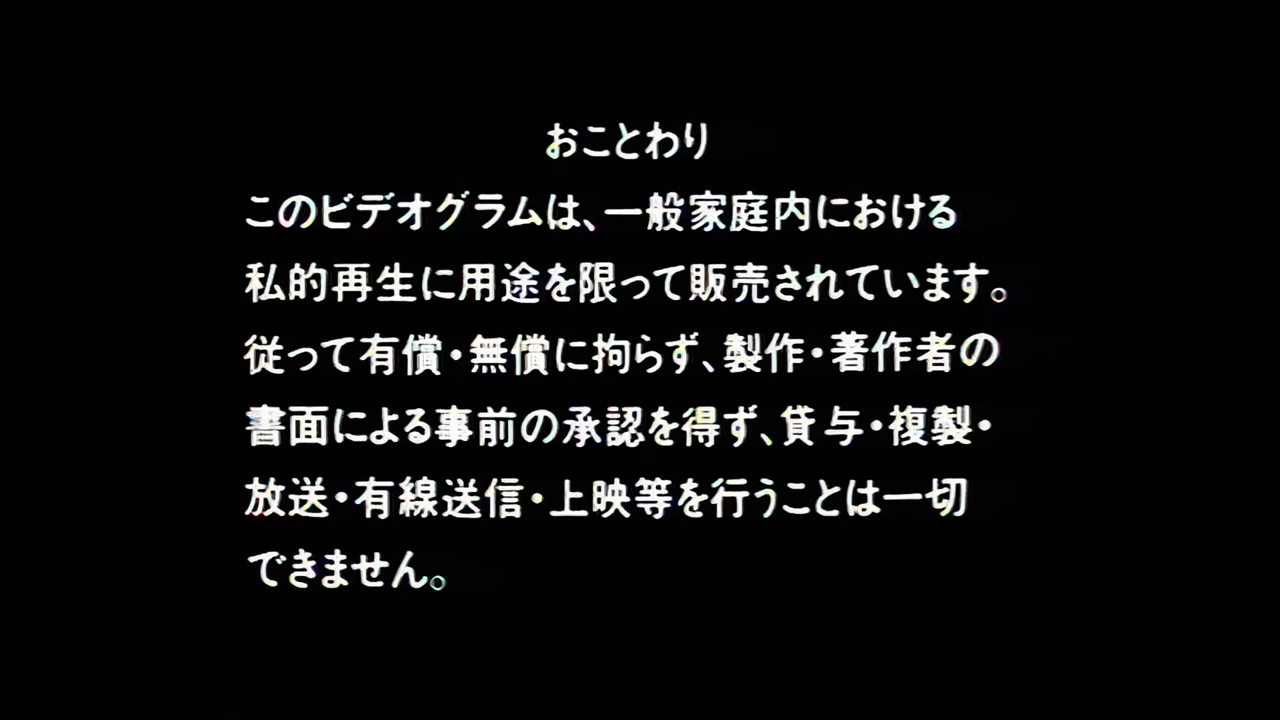 おことわり
このビデオグラムは、一般家庭内における
私的再生に用途を限って販売されています。
従って有償・無償に拘らず、製作・著作者の
書面による事前の承認を得ず、貸与・複製・
放送・有線送信・上映等を行うことは一切
できません。